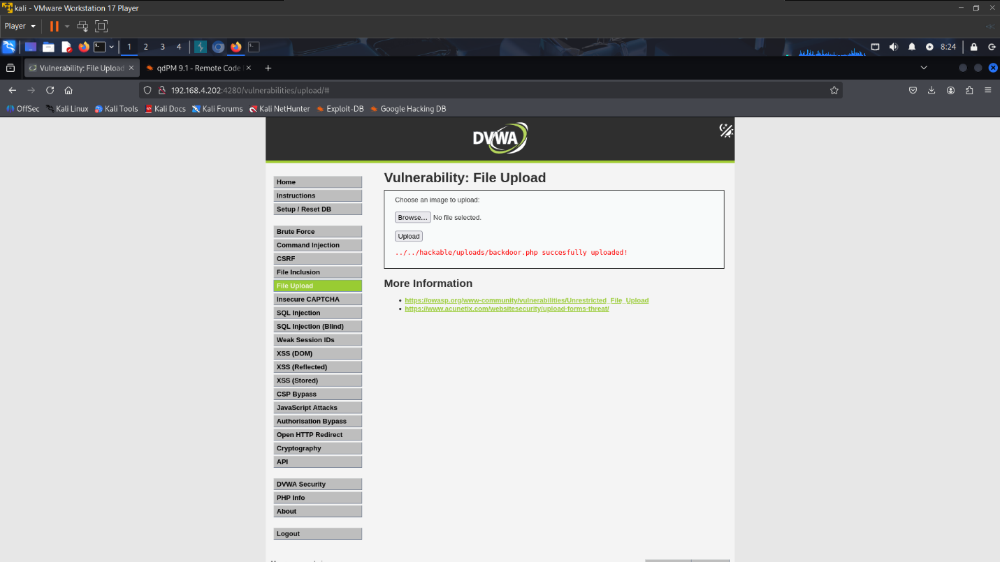 kali - VMware Workstation 17 Player
Player
1 2 3 4
8:24
Vulnerability: File Upload
qdPM 9.1 - Remote Code
192.168.4.202:4280/vulnerabilities/upload/#
OffSec Kali Linux Kali Tools Kali Docs Kali Forums Kali NetHunter Exploit-DB Google Hacking DB
DVWA
Home
Instructions
Setup / Reset DB
Brute Force
Command Injection
CSRF
File Inclusion
File Upload
Insecure CAPTCHA
SQL Injection
SQL Injection (Blind)
Weak Session IDs
XSS (DOM)
XSS (Reflected)
XSS (Stored)
CSP Bypass
JavaScript Attacks
Authorisation Bypass
Open HTTP Redirect
Cryptography
API
DVWA Security
PHP Info
About
Logout
Vulnerability: File Upload
Choose an image to upload:
Browse... No file selected.
Upload
../../hackable/uploads/backdoor.php succesfully uploaded!
More Information
https://owasp.org/www-community/vulnerabilities/Unrestricted_File_Upload
https://www.acunetix.com/websitesecurity/upload-forms-threat/